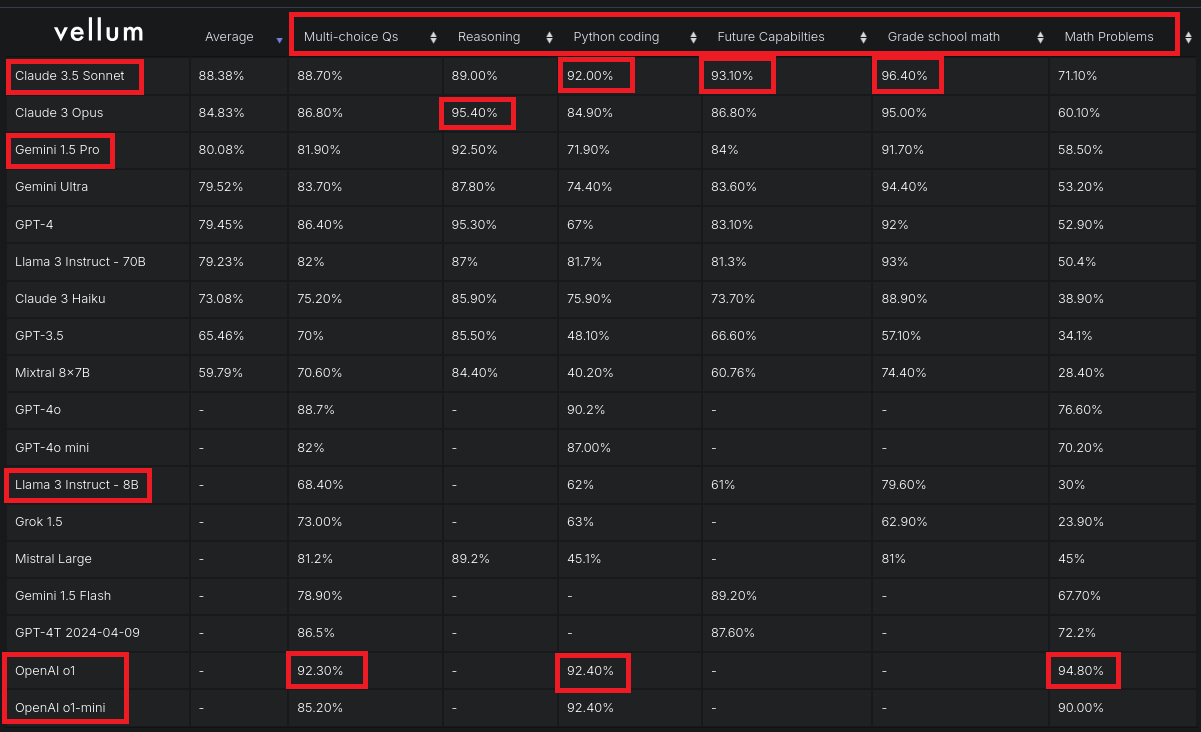 vellum Average Multi-choice Qs Reasoning Python coding Future Capabilties Grade school math Math Problems
Claude 3.5 Sonnet 88.38% 88.70% 89.00% 92.00% 93.10% 96.40% 71.10%
Claude 3 Opus 84.83% 86.80% 95.40% 84.90% 86.80% 95.00% 60.10%
Gemini 1.5 Pro 80.08% 81.90% 92.50% 71.90% 84% 91.70% 58.50%
Gemini Ultra 79.52% 83.70% 87.80% 74.40% 83.60% 94.40% 53.20%
GPT-4 79.45% 86.40% 95.30% 67% 83.10% 92% 52.90%
Llama 3 Instruct - 70B 79.23% 82% 87% 81.7% 81.3% 93% 50.4%
Claude 3 Haiku 73.08% 75.20% 85.90% 75.90% 73.70% 88.90% 38.90%
GPT-3.5 65.46% 70% 85.50% 48.10% 66.60% 57.10% 34.1%
Mixtral 8x7B 59.79% 70.60% 84.40% 40.20% 60.76% 74.40% 28.40%
GPT-4o - 88.7% - 90.2% - - 76.60%
GPT-4o mini - 82% - 87.00% - - 70.20%
Llama 3 Instruct - 8B - 68.40% - 62% 61% 79.60% 30%
Grok 1.5 - 73.00% - 63% - 62.90% 23.90%
Mistral Large - 81.2% 89.2% 45.1% - 81% 45%
Gemini 1.5 Flash - 78.90% - - 89.20% - 67.70%
GPT-4T 2024-04-09 - 86.5% - - 87.60% - 72.2%
OpenAI o1 - 92.30% - 92.40% - - 94.80%
OpenAI o1-mini - 85.20% - 92.40% - - 90.00%